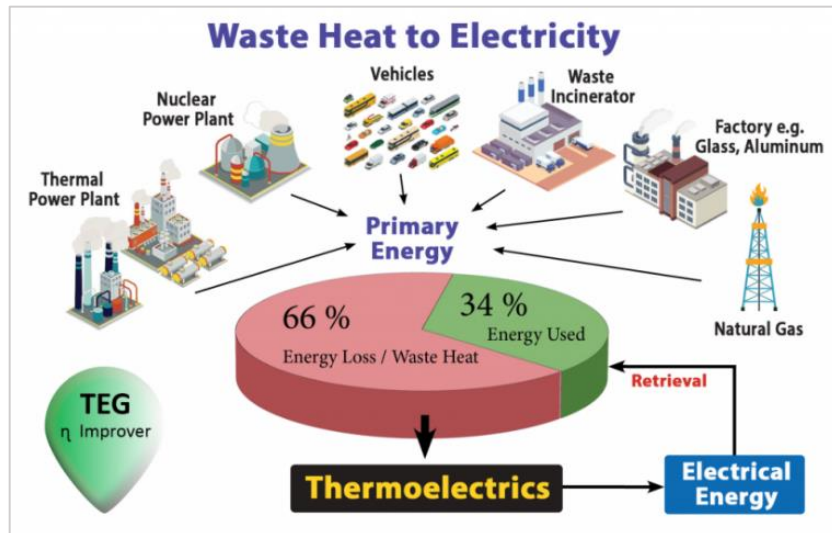 Waste Heat to Electricity
Vehicles
Waste
Incinerator
Nuclear
Power Plant
Factory e.g.
Glass, Aluminum
Thermal
Power Plant
Primary
Energy
66 %
Energy Loss / Waste Heat
34 %
Energy Used
Natural Gas
Retrieval
TEG
η Improver
Thermoelectrics
Electrical
Energy